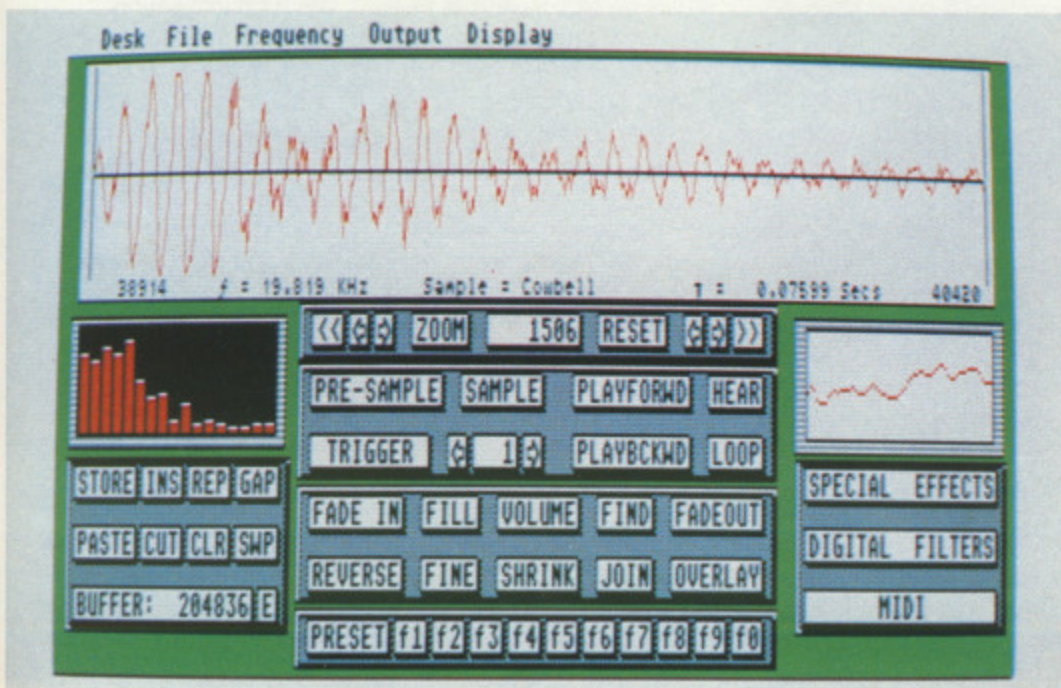 Desk File Frequency Output Display
38914 f = 19.819 KHz Sample = Cowbell T = 0.07599 Secs 40420
<< ZOOM 1506 RESET >>
PRE-SAMPLE SAMPLE PLAYFORWD HEAR
TRIGGER 1 PLAYBCKWD LOOP
STORE INS REP GAP
PASTE CUT CLR SWP
BUFFER: 204836 E
FADE IN FILL VOLUME FIND FADEOUT
REVERSE FINE SHRINK JOIN OVERLAY
PRESET f1 f2 f3 f4 f5 f6 f7 f8 f9 f0
SPECIAL EFFECTS
DIGITAL FILTERS
MIDI